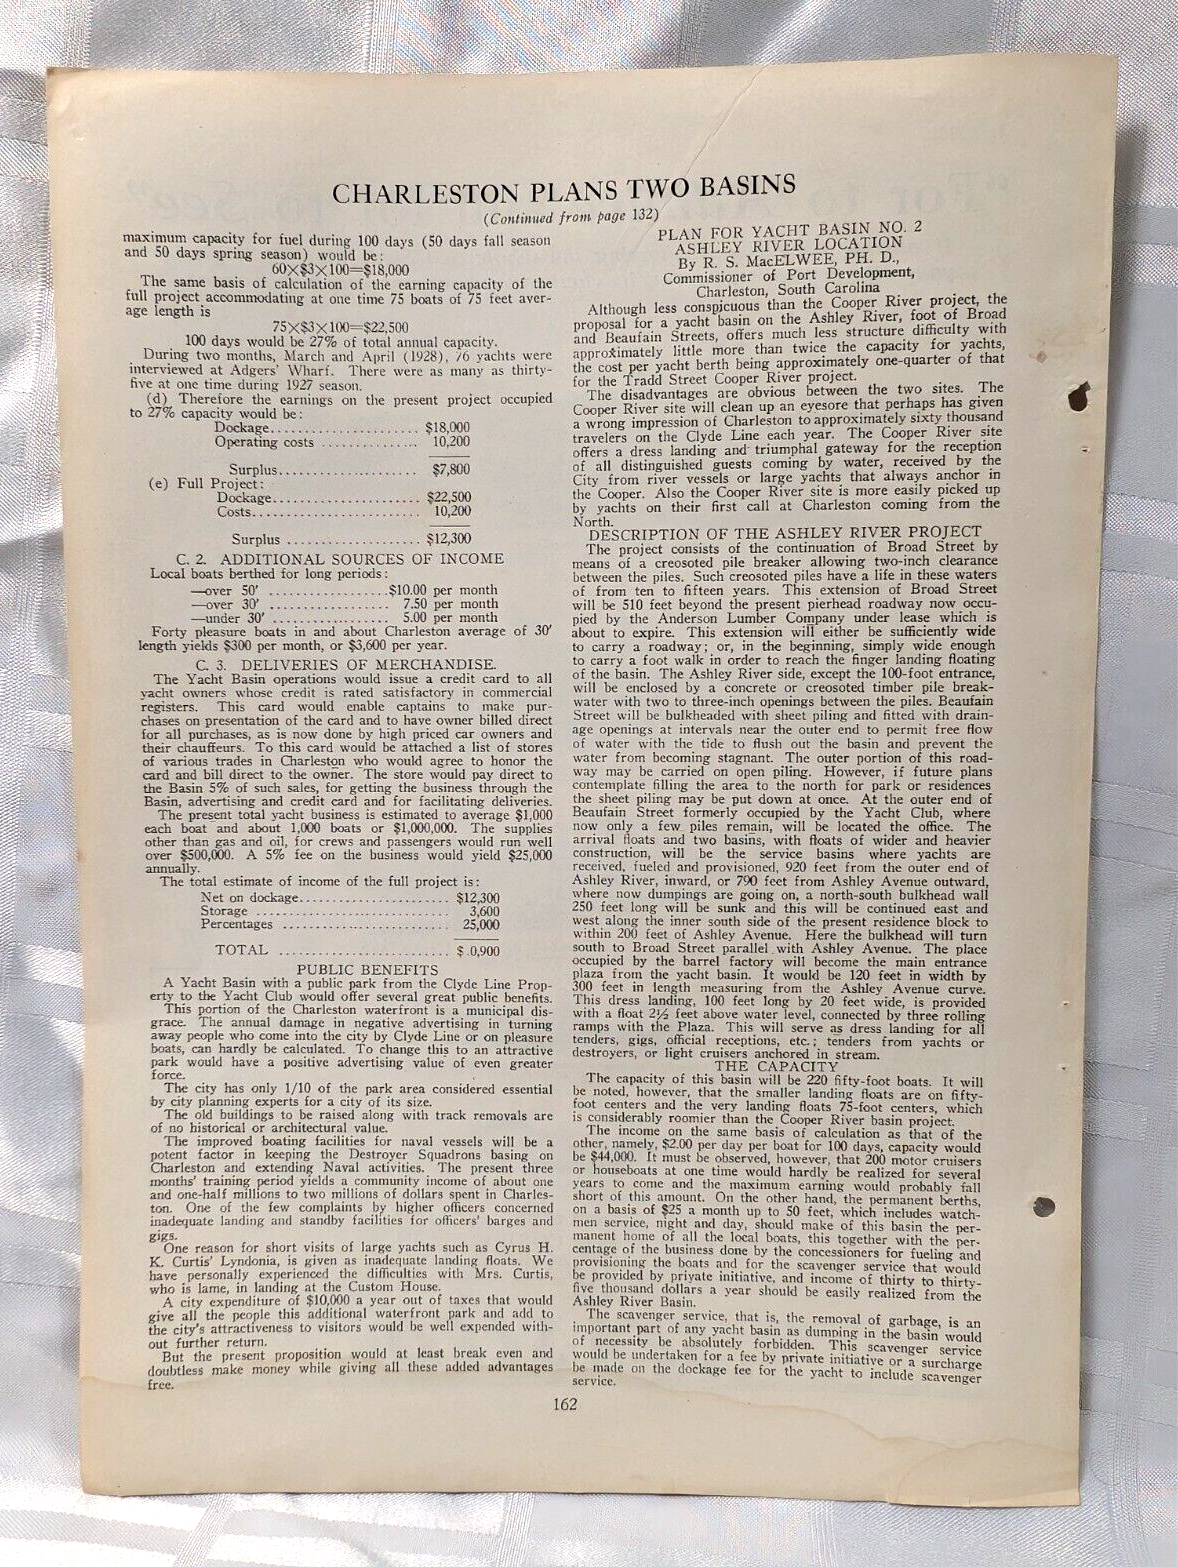 CHARLESTON PLANS TWO BASINS
(Continued from page 132)
maximum capacity for fuel during 100 days (50 days fall season
and 50 days spring season) would be:
60×$3×100=$18,000
The same basis of calculation of the earning capacity of the
full project accommodating at one time 75 boats of 75 feet aver-
age length is
75×$3×100=$22,500
100 days would be 27% of total annual capacity.
During two months, March and April (1928), 76 yachts were
interviewed at Adgers' Wharf. There were as many as thirty-
five at one time during 1927 season.
(d) Therefore the earnings on the present project occupied
to 27% capacity would be:
Dockage...................... $18,000
Operating costs .............. 10,200
Surplus.................... $7,800
(e) Full Project:
Dockage...................... $22,500
Costs......................... 10,200
Surplus .................... $12,300
C. 2. ADDITIONAL SOURCES OF INCOME
Local boats berthed for long periods:
—over 50' ..................$10.00 per month
—over 30' .................. 7.50 per month
—under 30' .................. 5.00 per month
Forty pleasure boats in and about Charleston average of 30'
length yields $300 per month, or $3,600 per year.
C. 3. DELIVERIES OF MERCHANDISE.
The Yacht Basin operations would issue a credit card to all
yacht owners whose credit is rated satisfactory in commercial
registers. This card would enable captains to make pur-
chases on presentation of the card and to have owner billed direct
for all purchases, as is now done by high priced car owners and
their chauffeurs. To this card would be attached a list of stores
of various trades in Charleston who would agree to honor the
card and bill direct to the owner. The store would pay direct to
the Basin 5% of such sales, for getting the business through the
Basin, advertising and credit card and for facilitating deliveries.
The present total yacht business is estimated to average $1,000
each boat and about 1,000 boats or $1,000,000. The supplies
other than gas and oil, for crews and passengers would run well
over $500,000. A 5% fee on the business would yield $25,000
annually.
The total estimate of income of the full project is:
Net on dockage...................... $12,300
Storage ............................. 3,600
Percentages ......................... 25,000
TOTAL ......................... $ .0,900
PUBLIC BENEFITS
A Yacht Basin with a public park from the Clyde Line Prop-
erty to the Yacht Club would offer several great public benefits.
This portion of the Charleston waterfront is a municipal dis-
grace. The annual damage in negative advertising in turning
away people who come into the city by Clyde Line or on pleasure
boats, can hardly be calculated. To change this to an attractive
park would have a positive advertising value of even greater
force.
The city has only 1/10 of the park area considered essential
by city planning experts for a city of its size.
The old buildings to be raised along with track removals are
of no historical or architectural value.
The improved boating facilities for naval vessels will be a
potent factor in keeping the Destroyer Squadrons basing on
Charleston and extending Naval activities. The present three
months' training period yields a community income of about one
and one-half millions to two millions of dollars spent in Charles-
ton. One of the few complaints by higher officers concerned
inadequate landing and standby facilities for officers' barges and
gigs.
One reason for short visits of large yachts such as Cyrus H.
K. Curtis' Lyndonia, is given as inadequate landing floats. We
have personally experienced the difficulties with Mrs. Curtis,
who is lame, in landing at the Custom House.
A city expenditure of $10,000 a year out of taxes that would
give all the people this additional waterfront park and add to
the city's attractiveness to visitors would be well expended with-
out further return.
But the present proposition would at least break even and
doubtless make money while giving all these added advantages
free.
PLAN FOR YACHT BASIN NO. 2
ASHLEY RIVER LOCATION
By R. S. MacELWEE, PH. D.,
Commissioner of Port Development,
Charleston, South Carolina
Although less conspicuous than the Cooper River project, the
proposal for a yacht basin on the Ashley River, foot of Broad
and Beaufain Streets, offers much less structure difficulty with
approximately little more than twice the capacity for yachts,
the cost per yacht berth being approximately one-quarter of that
for the Tradd Street Cooper River project.
The disadvantages are obvious between the two sites. The
Cooper River site will clean up an eyesore that perhaps has given
a wrong impression of Charleston to approximately sixty thousand
travelers on the Clyde Line each year. The Cooper River site
offers a dress landing and triumphal gateway for the reception
of all distinguished guests coming by water, received by the
City from river vessels or large yachts that always anchor in
the Cooper. Also the Cooper River site is more easily picked up
by yachts on their first call at Charleston coming from the
North.
DESCRIPTION OF THE ASHLEY RIVER PROJECT
The project consists of the continuation of Broad Street by
means of a creosoted pile breaker allowing two-inch clearance
between the piles. Such creosoted piles have a life in these waters
of from ten to fifteen years. This extension of Broad Street
will be 510 feet beyond the present pierhead roadway now occu-
pied by the Anderson Lumber Company under lease which is
about to expire. This extension will either be sufficiently wide
to carry a roadway; or, in the beginning, simply wide enough
to carry a foot walk in order to reach the finger landing floating
of the basin. The Ashley River side, except the 100-foot entrance,
will be enclosed by a concrete or creosoted timber pile break-
water with two to three-inch openings between the piles. Beaufain
Street will be bulkheaded with sheet piling and fitted with drain-
age openings at intervals near the outer end to permit free flow
of water with the tide to flush out the basin and prevent the
water from becoming stagnant. The outer portion of this road-
way may be carried on open piling. However, if future plans
contemplate filling the area to the north for park or residences
the sheet piling may be put down at once. At the outer end of
Beaufain Street formerly occupied by the Yacht Club, where
now only a few piles remain, will be located the office. The
arrival floats and two basins, with floats of wider and heavier
construction, will be the service basins where yachts are
received, fueled and provisioned, 920 feet from the outer end of
Ashley River, inward, or 790 feet from Ashley Avenue outward,
where now dumpings are going on, a north-south bulkhead wall
250 feet long will be sunk and this will be continued east and
west along the inner south side of the present residence block to
within 200 feet of Ashley Avenue. Here the bulkhead will turn
south to Broad Street parallel with Ashley Avenue. The place
occupied by the barrel factory will become the main entrance
plaza from the yacht basin. It would be 120 feet in width by
300 feet in length measuring from the Ashley Avenue curve.
This dress landing, 100 feet long by 20 feet wide, is provided
with a float 2½ feet above water level, connected by three rolling
ramps with the Plaza. This will serve as dress landing for all
tenders, gigs, official receptions, etc.; tenders from yachts or
destroyers, or light cruisers anchored in stream.
THE CAPACITY
The capacity of this basin will be 220 fifty-foot boats. It will
be noted, however, that the smaller landing floats are on fifty-
foot centers and the very landing floats 75-foot centers, which
is considerably roomier than the Cooper River basin project.
The income on the same basis of calculation as that of the
other, namely, $2.00 per day per boat for 100 days, capacity would
be $44,000. It must be observed, however, that 200 motor cruisers
or houseboats at one time would hardly be realized for several
years to come and the maximum earning would probably fall
short of this amount. On the other hand, the permanent berths,
on a basis of $25 a month up to 50 feet, which includes watch-
men service, night and day, should make of this basin the per-
manent home of all the local boats, this together with the per-
centage of the business done by the concessioners for fueling and
provisioning the boats and for the scavenger service that would
be provided by private initiative, and income of thirty to thirty-
five thousand dollars a year should be easily realized from the
Ashley River Basin.
The scavenger service, that is, the removal of garbage, is an
important part of any yacht basin as dumping in the basin would
of necessity be absolutely forbidden. This scavenger service
would be undertaken for a fee by private initiative or a surcharge
be made on the dockage fee for the yacht to include scavenger
service.
162